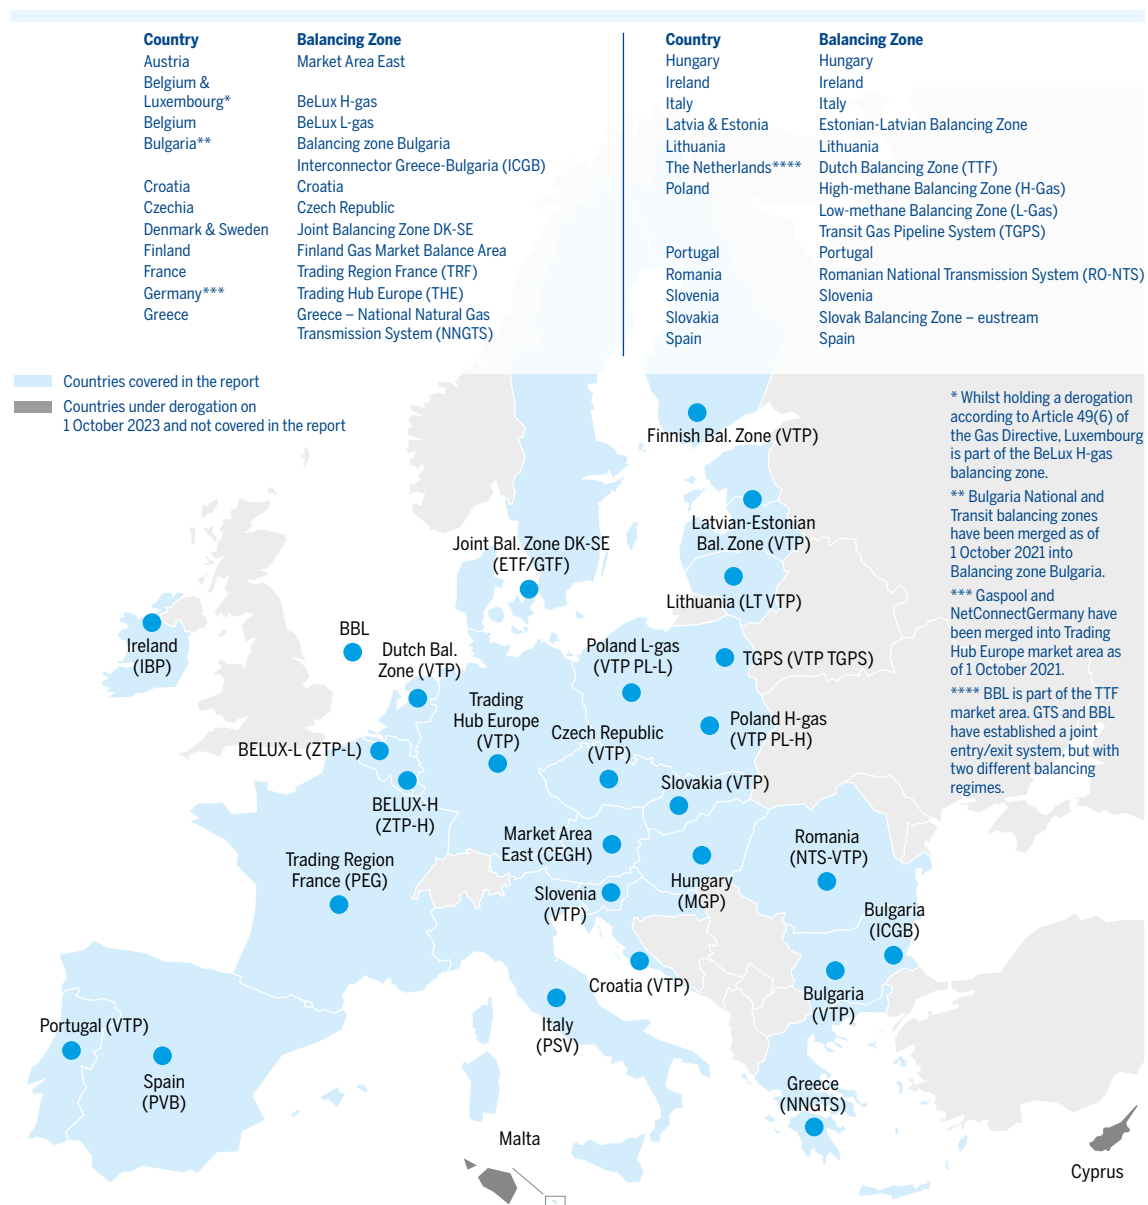 Country Balancing Zone
Austria Market Area East
Belgium &
Luxembourg* BeLux H-gas
Belgium BeLux L-gas
Bulgaria** Balancing zone Bulgaria
Interconnector Greece-Bulgaria (ICGB)
Croatia Croatia
Czechia Czech Republic
Denmark & Sweden Joint Balancing Zone DK-SE
Finland Finland Gas Market Balance Area
France Trading Region France (TRF)
Germany*** Trading Hub Europe (THE)
Greece Greece – National Natural Gas
Transmission System (NNGTS)
Country Balancing Zone
Hungary Hungary
Ireland Ireland
Italy Italy
Latvia & Estonia Estonian-Latvian Balancing Zone
Lithuania Lithuania
The Netherlands**** Dutch Balancing Zone (TTF)
Poland High-methane Balancing Zone (H-Gas)
Low-methane Balancing Zone (L-Gas)
Transit Gas Pipeline System (TGPS)
Portugal Portugal
Romania Romanian National Transmission System (RO-NTS)
Slovenia Slovenia
Slovakia Slovak Balancing Zone – eustream
Spain Spain
Countries covered in the report
Countries under derogation on
1 October 2023 and not covered in the report
* Whilst holding a derogation
according to Article 49(6) of
the Gas Directive, Luxembourg
is part of the BeLux H-gas
balancing zone.
** Bulgaria National and
Transit balancing zones
have been merged as of
1 October 2021 into
Balancing zone Bulgaria.
*** Gaspool and
NetConnectGermany have
been merged into Trading
Hub Europe market area as
of 1 October 2021.
**** BBL is part of the TTF
market area. GTS and BBL
have established a joint
entry/exit system, but with
two different balancing
regimes.
Finnish Bal. Zone (VTP)
Latvian-Estonian
Bal. Zone (VTP)
Joint Bal. Zone DK-SE
(ETF/GTF)
Lithuania (LT VTP)
Ireland
(IBP)
BBL
Dutch Bal.
Zone (VTP)
Poland L-gas
(VTP PL-L)
TGPS (VTP TGPS)
Trading
Hub Europe
(VTP)
Poland H-gas
(VTP PL-H)
Czech Republic
(VTP)
BELUX-L (ZTP-L)
Slovakia (VTP)
BELUX-H
(ZTP-H)
Market Area
East (CEGH)
Romania
(NTS-VTP)
Trading Region
France (PEG)
Hungary
(MGP)
Slovenia
(VTP)
Bulgaria
(ICGB)
Croatia (VTP)
Bulgaria
(VTP)
Portugal (VTP)
Italy
(PSV)
Spain
(PVB)
Greece
(NNGTS)
Malta
Cyprus